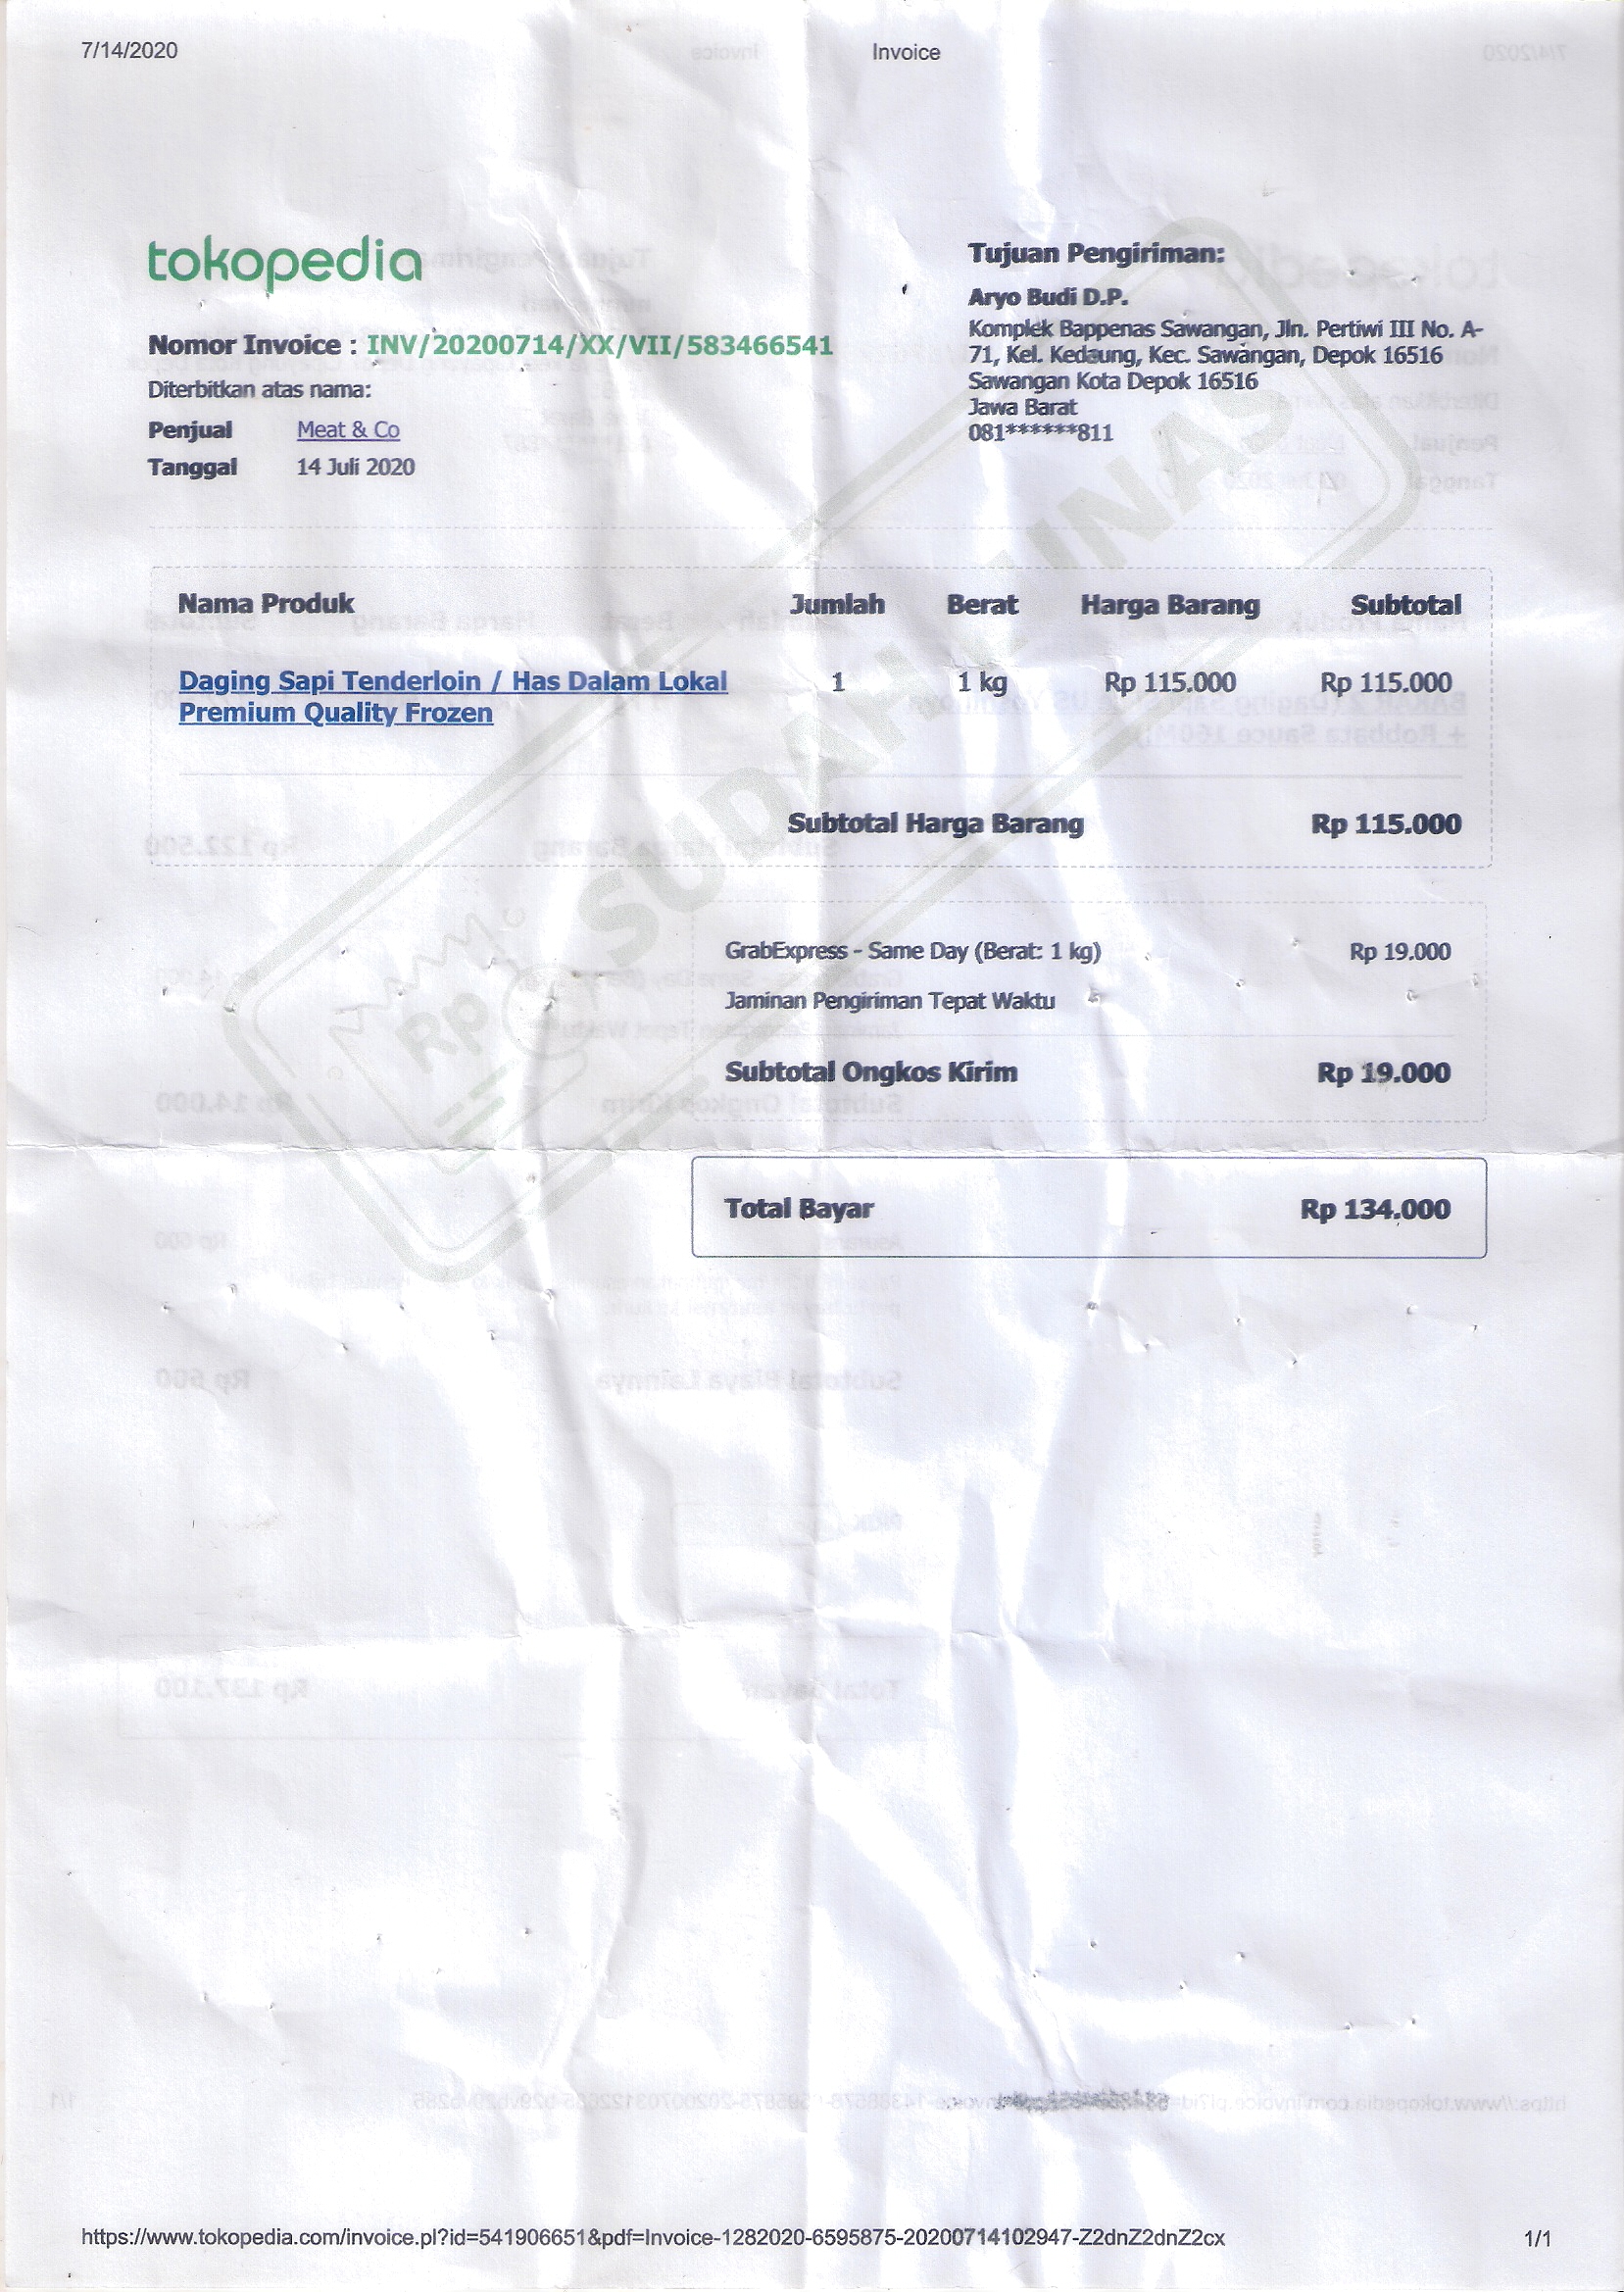 7/14/2020 Invoice
tokopedia
Nomor Invoice : INV/20200714/XX/VII/583466541
Diterbitkan atas nama:
Penjual Meat & Co
Tanggal 14 Juli 2020
Tujuan Pengiriman:
Aryo Budi D.P.
Komplek Bappenas Sawangan, Jln. Pertiwi III No. A-
71, Kel. Kedaung, Kec. Sawangan, Depok 16516
Sawangan Kota Depok 16516
Jawa Barat
081******811
Nama Produk Jumlah Berat Harga Barang Subtotal
Daging Sapi Tenderloin / Has Dalam Lokal 1 1 kg Rp 115.000 Rp 115.000
Premium Quality Frozen
Subtotal Harga Barang Rp 115.000
GrabExpress - Same Day (Berat: 1 kg) Rp 19.000
Jaminan Pengiriman Tepat Waktu
Subtotal Ongkos Kirim Rp 19.000
Total Bayar Rp 134.000
Rp SUDAH LUNAS
https://www.tokopedia.com/invoice.pl?id=541906651&pdf=Invoice-1282020-6595875-20200714102947-Z2dnZ2dnZ2cx 1/1